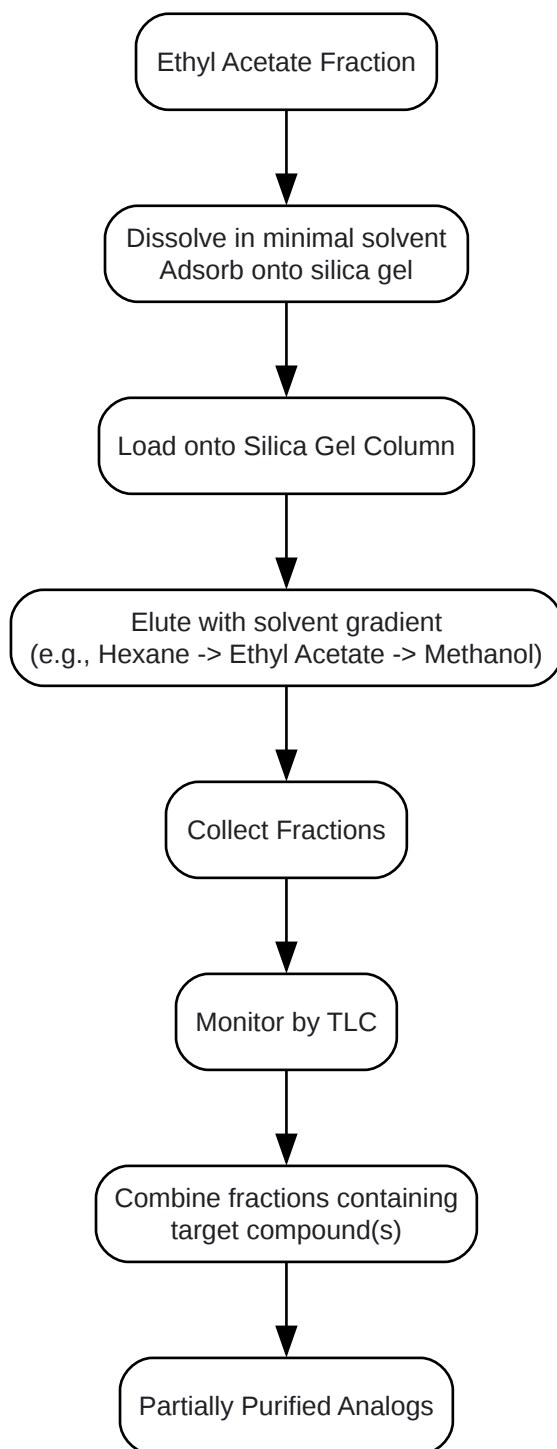 Ethyl Acetate Fraction
Dissolve in minimal solvent
Adsorb onto silica gel
Load onto Silica Gel Column
Elute with solvent gradient
(e.g., Hexane -> Ethyl Acetate -> Methanol)
Collect Fractions
Monitor by TLC
Combine fractions containing
target compound(s)
Partially Purified Analogs